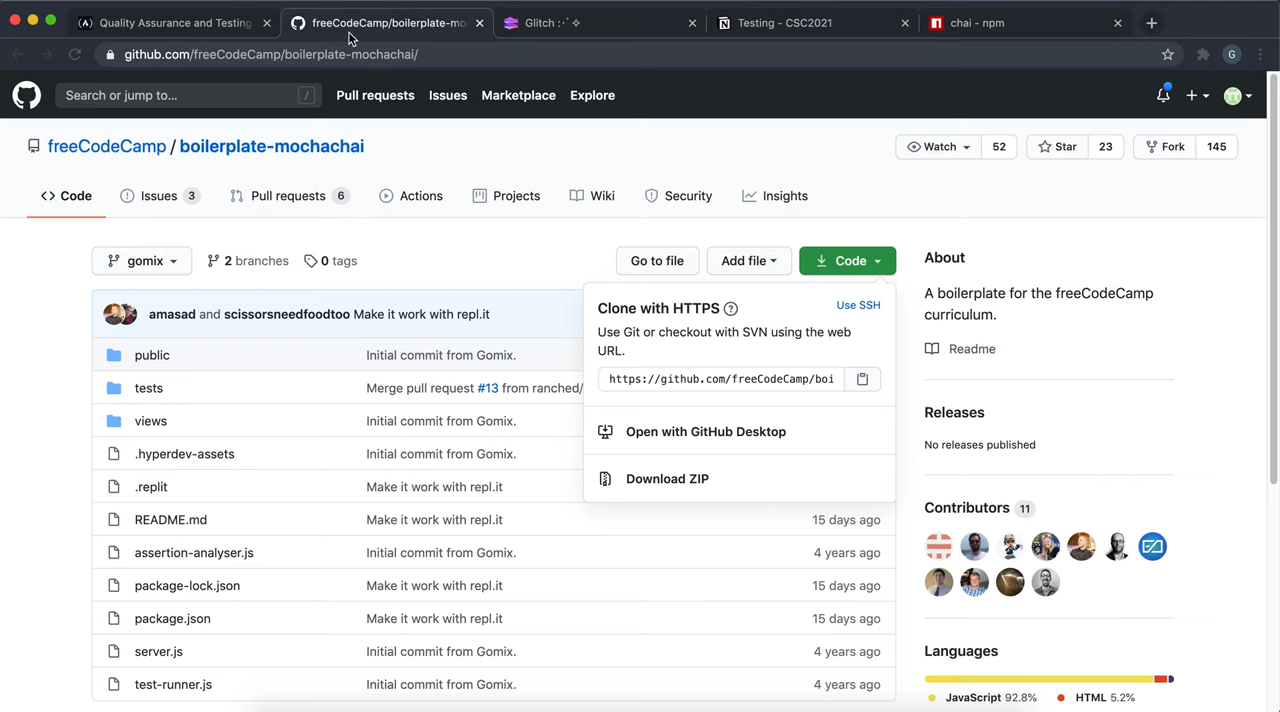 Quality Assurance and Testing
freeCodeCamp/boilerplate-mo
Glitch :･ﾟ✧
Testing - CSC2021
chai - npm
github.com/freeCodeCamp/boilerplate-mochachai/
G
Search or jump to...
/
Pull requests
Issues
Marketplace
Explore
freeCodeCamp / boilerplate-mochachai
Watch
52
Star
23
Fork
145
Code
Issues 3
Pull requests 6
Actions
Projects
Wiki
Security
Insights
gomix
2 branches
0 tags
Go to file
Add file
Code
amasad and scissorsneedfoodtoo Make it work with repl.it
public Initial commit from Gomix.
tests Merge pull request #13 from ranched/
views Initial commit from Gomix.
.hyperdev-assets Initial commit from Gomix.
.replit Make it work with repl.it
README.md Make it work with repl.it 15 days ago
assertion-analyser.js Initial commit from Gomix. 4 years ago
package-lock.json Make it work with repl.it 15 days ago
package.json Make it work with repl.it 15 days ago
server.js Initial commit from Gomix. 4 years ago
test-runner.js Initial commit from Gomix. 4 years ago
Clone with HTTPS
Use SSH
Use Git or checkout with SVN using the web
URL.
https://github.com/freeCodeCamp/boi
Open with GitHub Desktop
Download ZIP
About
A boilerplate for the freeCodeCamp
curriculum.
Readme
Releases
No releases published
Contributors 11
Languages
JavaScript 92.8%
HTML 5.2%